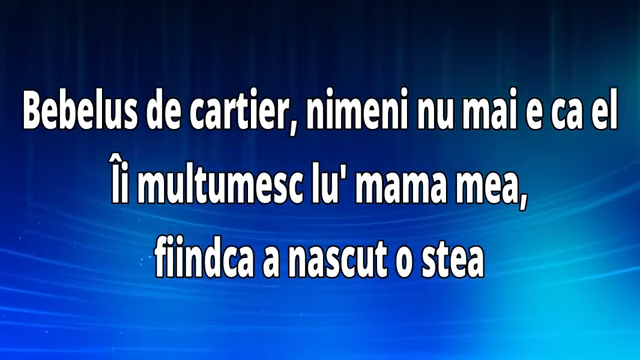 Bebelus de cartier, nimeni nu mai e ca el
Îi multumesc lu' mama mea,
fiindca a nascut o stea